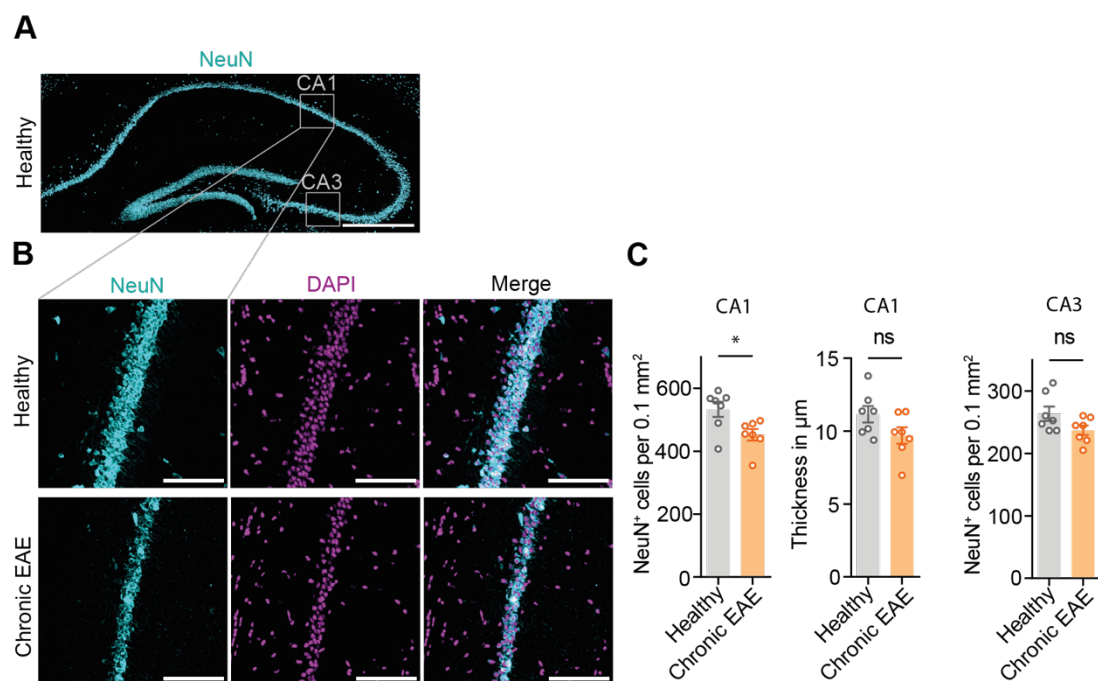 A
NeuN
Healthy
CA1
CA3
B
NeuN
DAPI
Merge
Healthy
Chronic EAE
C
CA1
*
NeuN⁺ cells per 0.1 mm²
600
400
200
0
Healthy
Chronic EAE
CA1
ns
Thickness in µm
15
10
5
0
Healthy
Chronic EAE
CA3
ns
NeuN⁺ cells per 0.1 mm²
300
200
100
0
Healthy
Chronic EAE